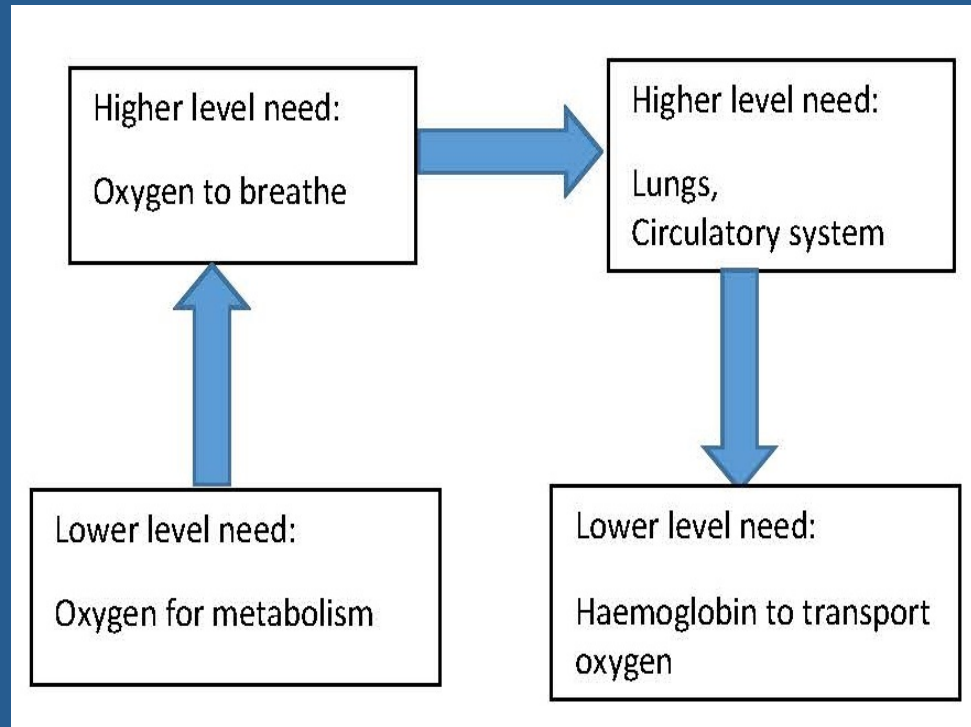 Higher level need:
Oxygen to breathe
Higher level need:
Lungs,
Circulatory system
Lower level need:
Oxygen for metabolism
Lower level need:
Haemoglobin to transport
oxygen